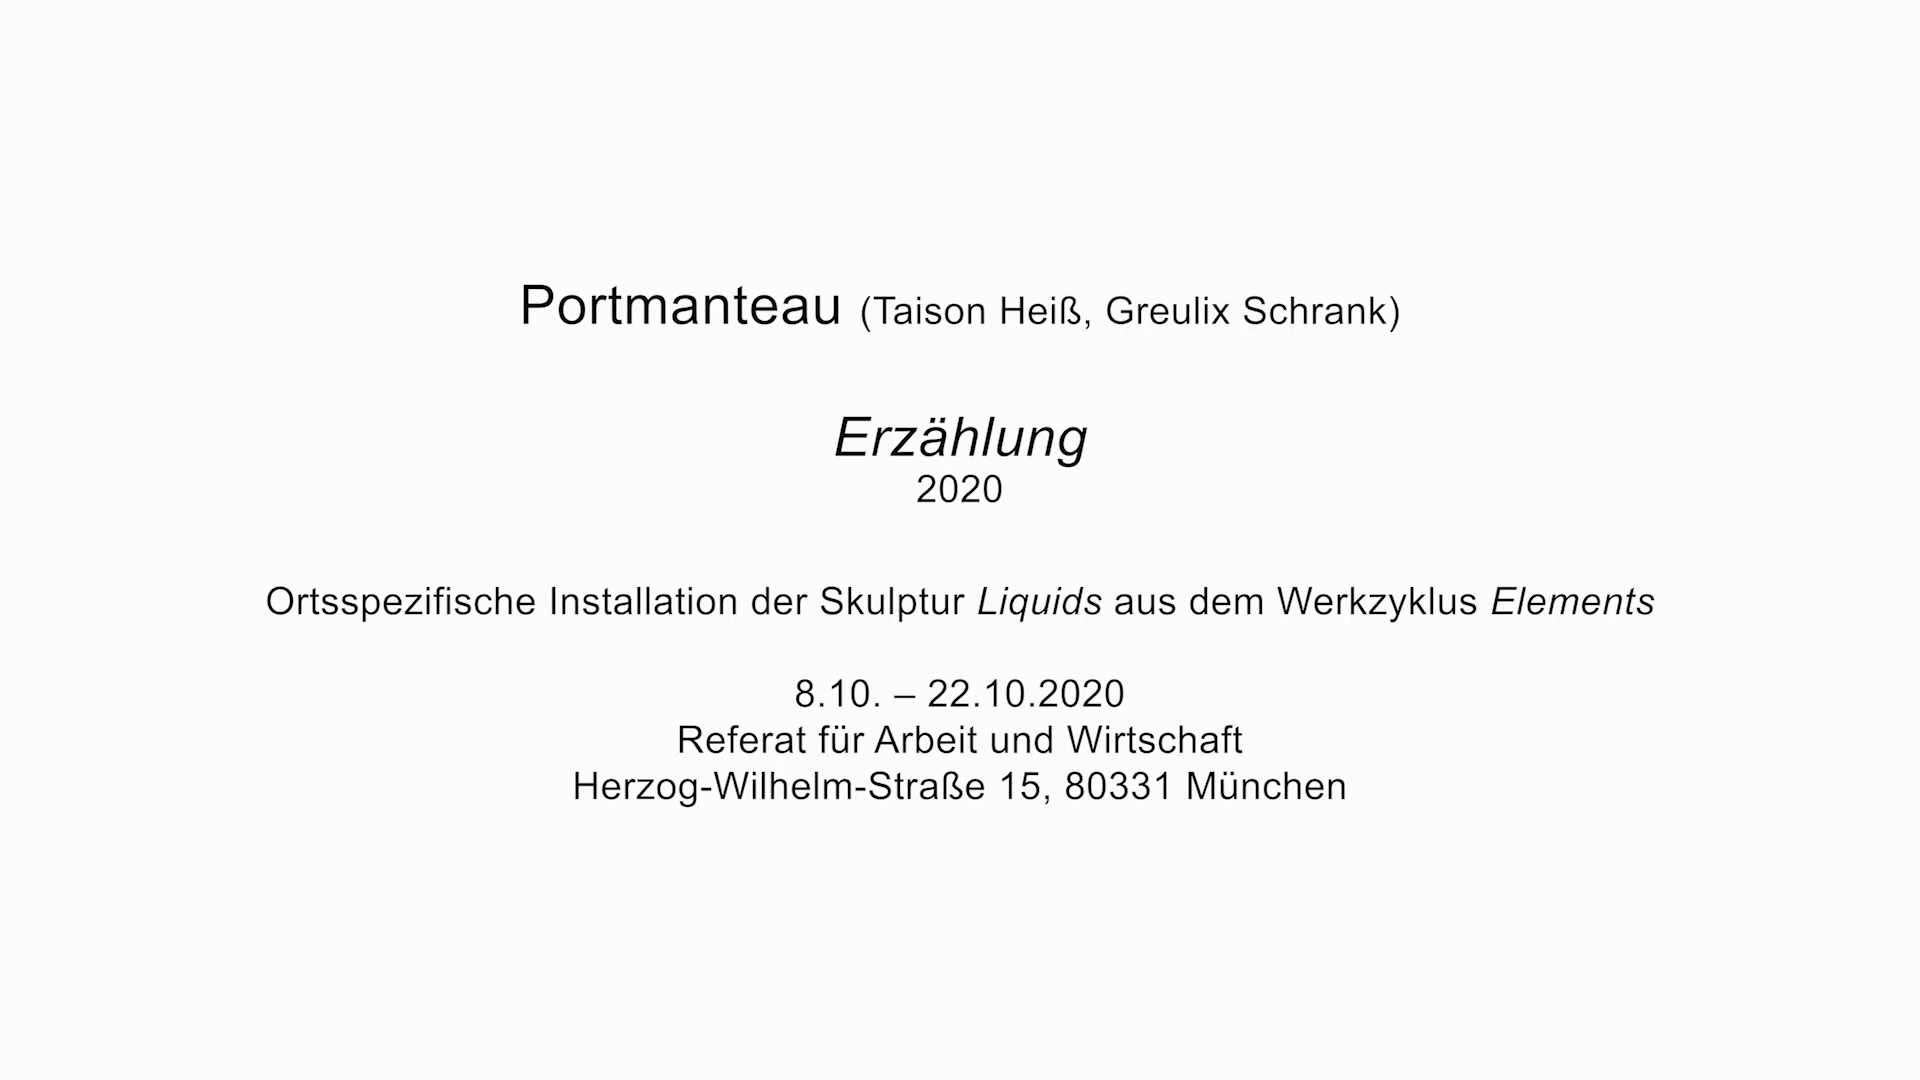 Portmanteau (Taison Heiß, Greulix Schrank)
Erzählung
2020
Ortsspezifische Installation der Skulptur Liquids aus dem Werkzyklus Elements
8.10. – 22.10.2020
Referat für Arbeit und Wirtschaft
Herzog-Wilhelm-Straße 15, 80331 München